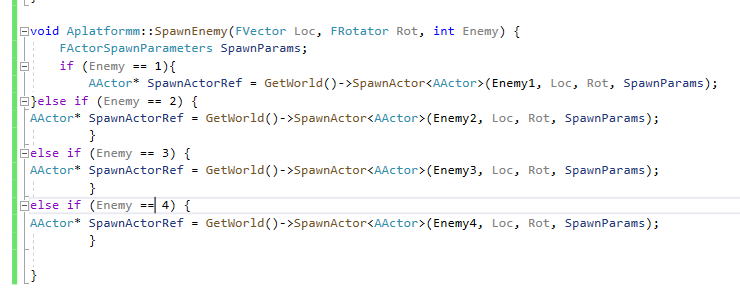 }
void Aplatformm::SpawnEnemy(FVector Loc, FRotator Rot, int Enemy) {
    FActorSpawnParameters SpawnParams;
    if (Enemy == 1){
        AActor* SpawnActorRef = GetWorld()->SpawnActor<AActor>(Enemy1, Loc, Rot, SpawnParams);
}else if (Enemy == 2) {
AActor* SpawnActorRef = GetWorld()->SpawnActor<AActor>(Enemy2, Loc, Rot, SpawnParams);
        }
else if (Enemy == 3) {
AActor* SpawnActorRef = GetWorld()->SpawnActor<AActor>(Enemy3, Loc, Rot, SpawnParams);
        }
else if (Enemy == 4) {
AActor* SpawnActorRef = GetWorld()->SpawnActor<AActor>(Enemy4, Loc, Rot, SpawnParams);
        }
}